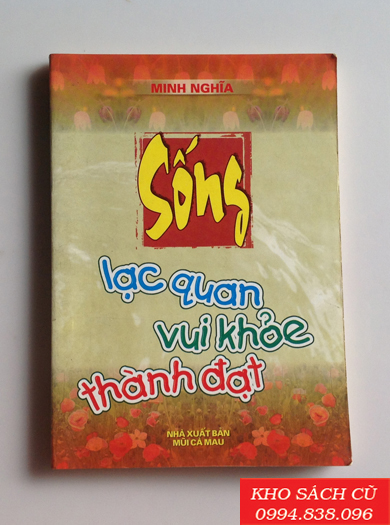 MINH NGHĨA
Sống
lạc quan
vui khỏe
thành đạt
NHÀ XUẤT BẢN
MŨI CÀ MAU
KHO SÁCH CŨ
0994.838.096